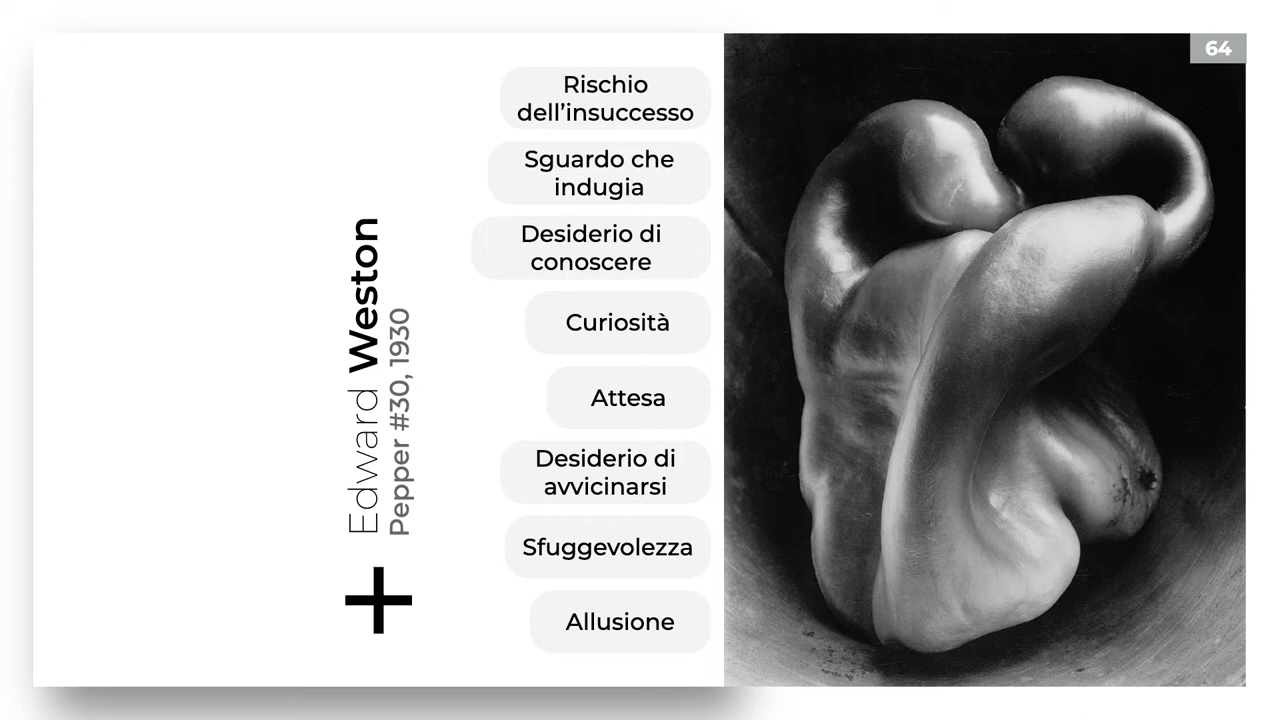 64
Rischio
dell’insuccesso
Sguardo che
indugia
Desiderio di
conoscere
Curiosità
Attesa
Desiderio di
avvicinarsi
Sfuggevolezza
Allusione
Edward Weston
Pepper #30, 1930
+